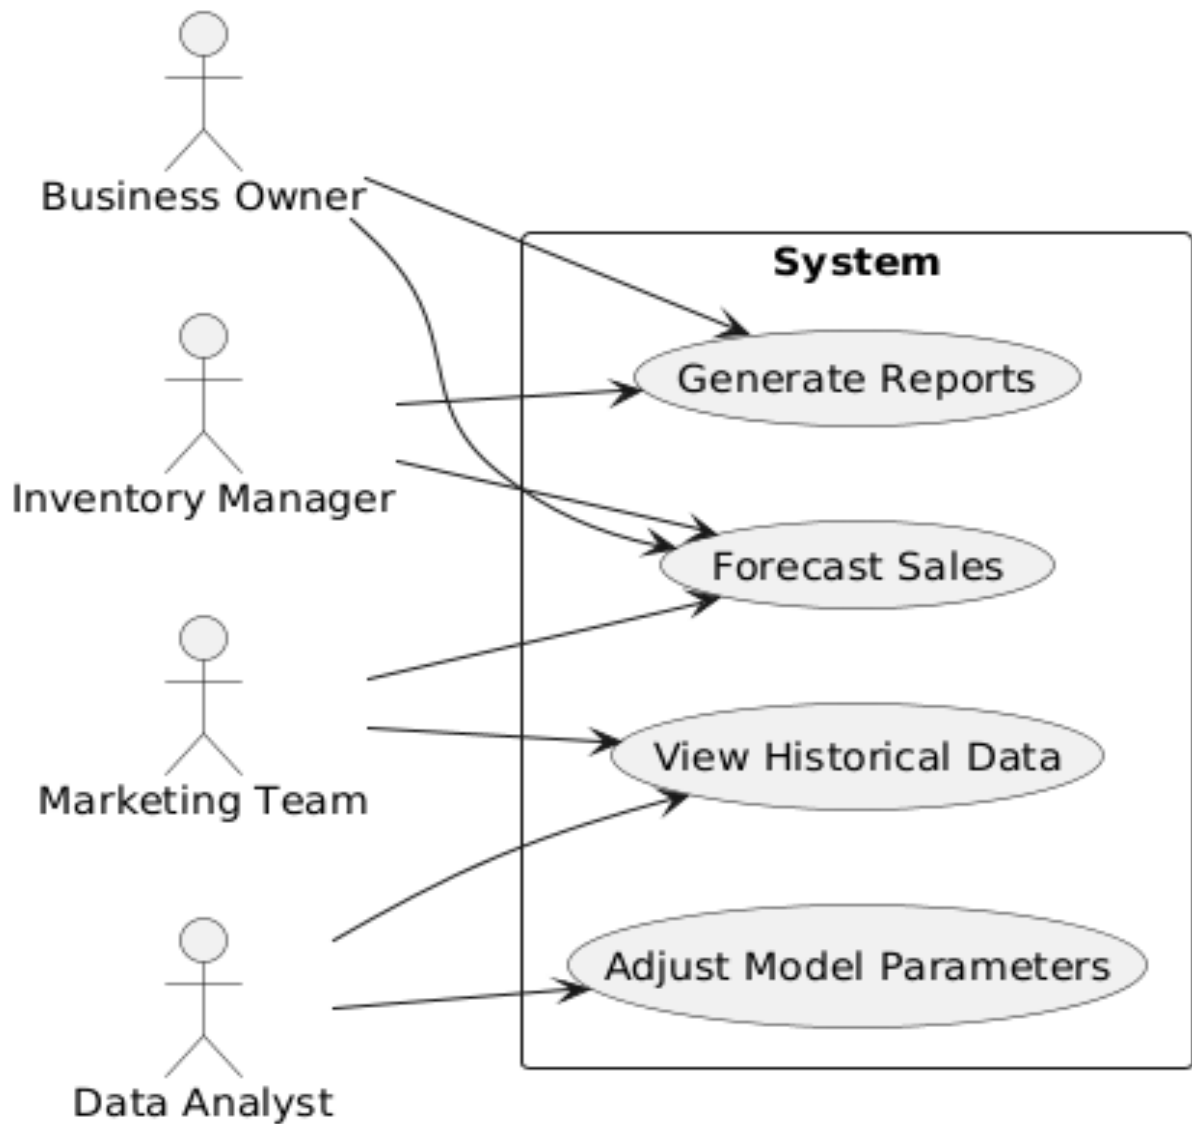 Business Owner
System
Generate Reports
Inventory Manager
Forecast Sales
View Historical Data
Marketing Team
Adjust Model Parameters
Data Analyst